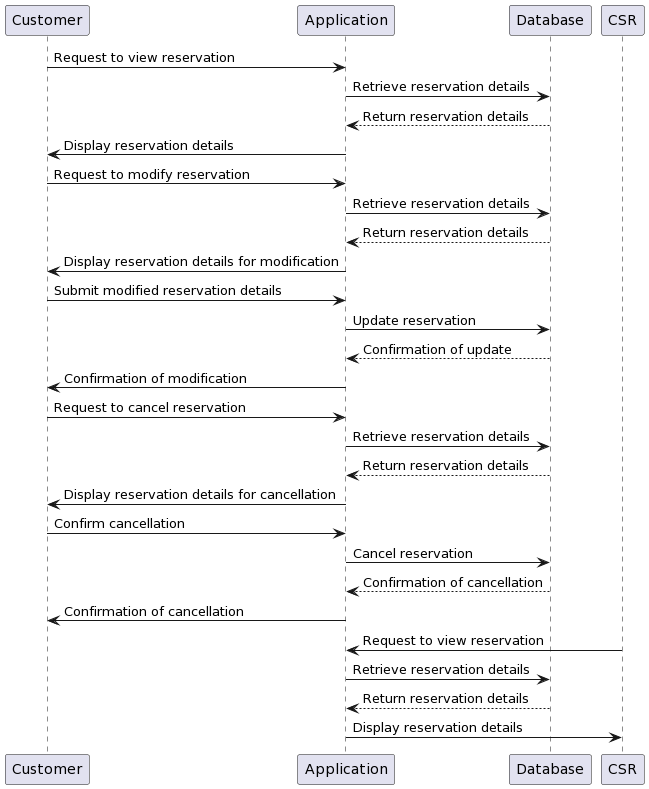 Customer Application Database CSR
Request to view reservation
Retrieve reservation details
Return reservation details
Display reservation details
Request to modify reservation
Retrieve reservation details
Return reservation details
Display reservation details for modification
Submit modified reservation details
Update reservation
Confirmation of update
Confirmation of modification
Request to cancel reservation
Retrieve reservation details
Return reservation details
Display reservation details for cancellation
Confirm cancellation
Cancel reservation
Confirmation of cancellation
Confirmation of cancellation
Request to view reservation
Retrieve reservation details
Return reservation details
Display reservation details
Customer Application Database CSR